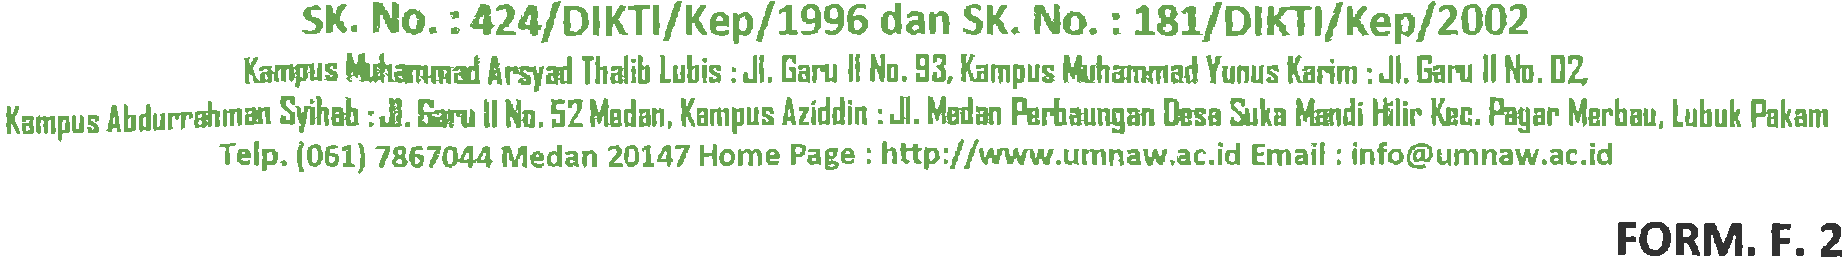 SK. No. : 424/DIKTI/Kep/1996 dan SK. No. : 181/DIKTI/Kep/2002
Kampus Muhammad Arsyad Thalib Lubis : Jl. Garu II No. 93, Kampus Muhammad Yunus Karim : Jl. Garu II No. 02,
Kampus Abdurrahman Syihab : Jl. Garu II No. 52 Medan, Kampus Aziddin : Jl. Medan Perbaungan Desa Suka Mandi Hilir Kec. Pagar Merbau, Lubuk Pakam
Telp. (061) 7867044 Medan 20147 Home Page : http://www.umnaw.ac.id Email : info@umnaw.ac.id
FORM. F. 2